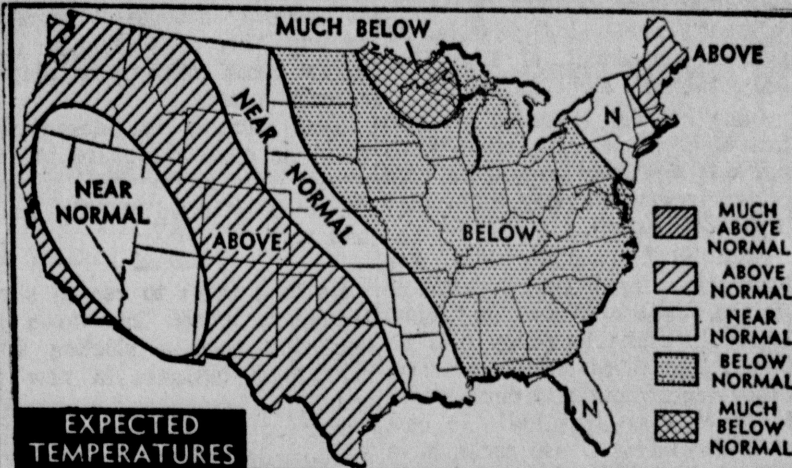 MUCH BELOW
ABOVE
NEAR
NORMAL
N
NEAR
NORMAL
ABOVE
BELOW
N
MUCH
ABOVE
NORMAL
ABOVE
NORMAL
NEAR
NORMAL
BELOW
NORMAL
MUCH
BELOW
NORMAL
EXPECTED
TEMPERATURES